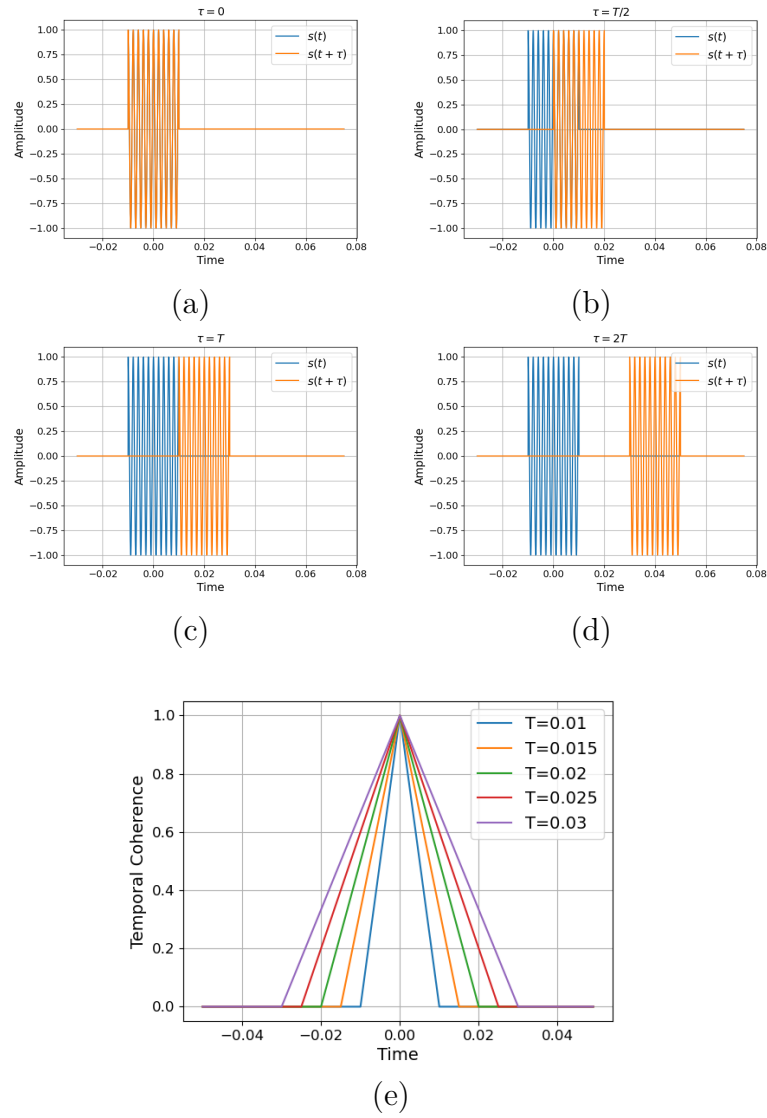 τ = 0
s(t)
s(t + τ)
1.00
0.75
0.50
0.25
0.00
−0.25
−0.50
−0.75
−1.00
Amplitude
−0.02 0.00 0.02 0.04 0.06 0.08
Time
(a)
τ = T/2
s(t)
s(t + τ)
1.00
0.75
0.50
0.25
0.00
−0.25
−0.50
−0.75
−1.00
Amplitude
−0.02 0.00 0.02 0.04 0.06 0.08
Time
(b)
τ = T
s(t)
s(t + τ)
1.00
0.75
0.50
0.25
0.00
−0.25
−0.50
−0.75
−1.00
Amplitude
−0.02 0.00 0.02 0.04 0.06 0.08
Time
(c)
τ = 2T
s(t)
s(t + τ)
1.00
0.75
0.50
0.25
0.00
−0.25
−0.50
−0.75
−1.00
Amplitude
−0.02 0.00 0.02 0.04 0.06 0.08
Time
(d)
T=0.01
T=0.015
T=0.02
T=0.025
T=0.03
1.0
0.8
0.6
0.4
0.2
0.0
Temporal Coherence
−0.04 −0.02 0.00 0.02 0.04
Time
(e)